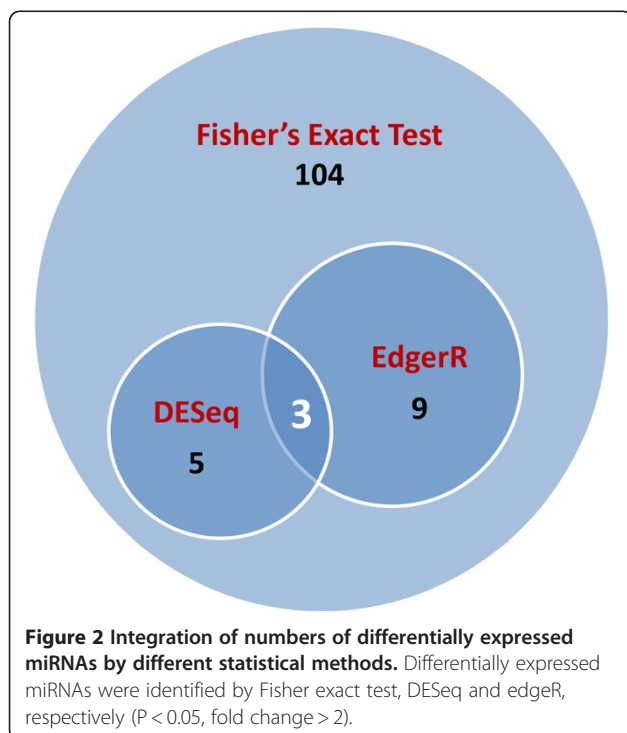 Fisher's Exact Test
104
EdgerR
9
DESeq
5
3
Figure 2 Integration of numbers of differentially expressed
miRNAs by different statistical methods. Differentially expressed
miRNAs were identified by Fisher exact test, DESeq and edgeR,
respectively (P < 0.05, fold change > 2).